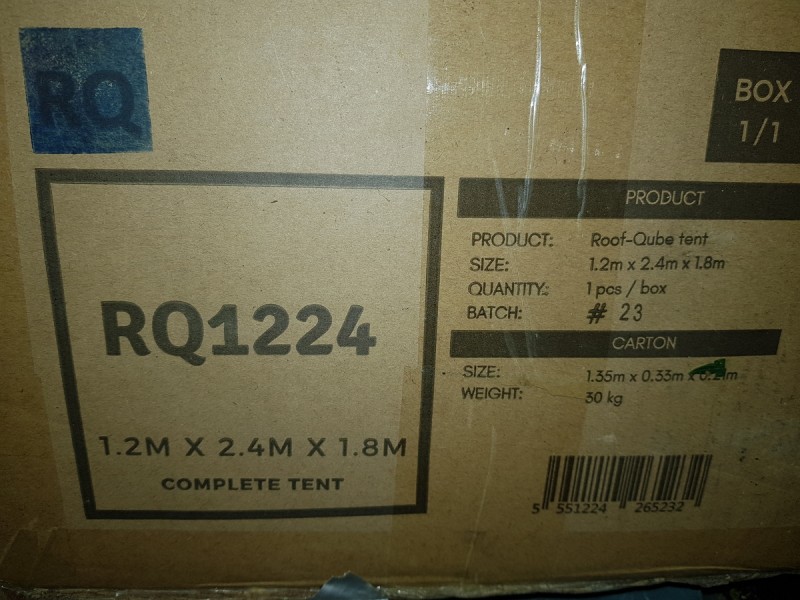 RQ
BOX
1/1
RQ1224
1.2M X 2.4M X 1.8M
COMPLETE TENT
PRODUCT
PRODUCT: Roof-Qube tent
SIZE: 1.2m x 2.4m x 1.8m
QUANTITY: 1 pcs / box
BATCH: # 23
CARTON
SIZE: 1.35m x 0.33m x
WEIGHT: 30 kg
5 551224 265232